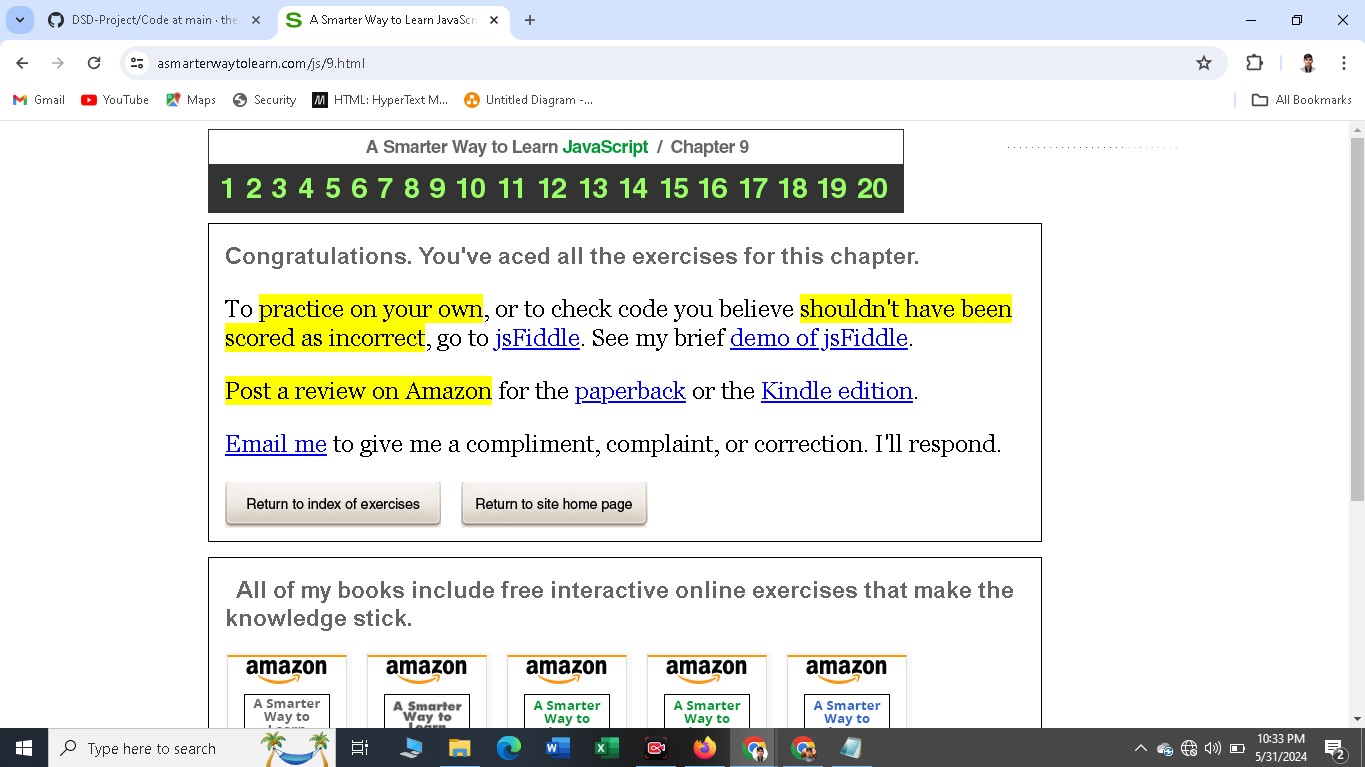 DSD-Project/Code at main · the
A Smarter Way to Learn JavaScr
asmarterwaytolearn.com/js/9.html
Gmail YouTube Maps Security HTML: HyperText M... Untitled Diagram -... All Bookmarks
A Smarter Way to Learn JavaScript / Chapter 9
1 2 3 4 5 6 7 8 9 10 11 12 13 14 15 16 17 18 19 20
Congratulations. You've aced all the exercises for this chapter.
To practice on your own, or to check code you believe shouldn't have been
scored as incorrect, go to jsFiddle. See my brief demo of jsFiddle.
Post a review on Amazon for the paperback or the Kindle edition.
Email me to give me a compliment, complaint, or correction. I'll respond.
Return to index of exercises Return to site home page
All of my books include free interactive online exercises that make the
knowledge stick.
amazon amazon amazon amazon amazon
A Smarter A Smarter A Smarter A Smarter A Smarter
Way to Way to Way to Way to Way to
Learn Learn
Type here to search
10:33 PM
5/31/2024
2